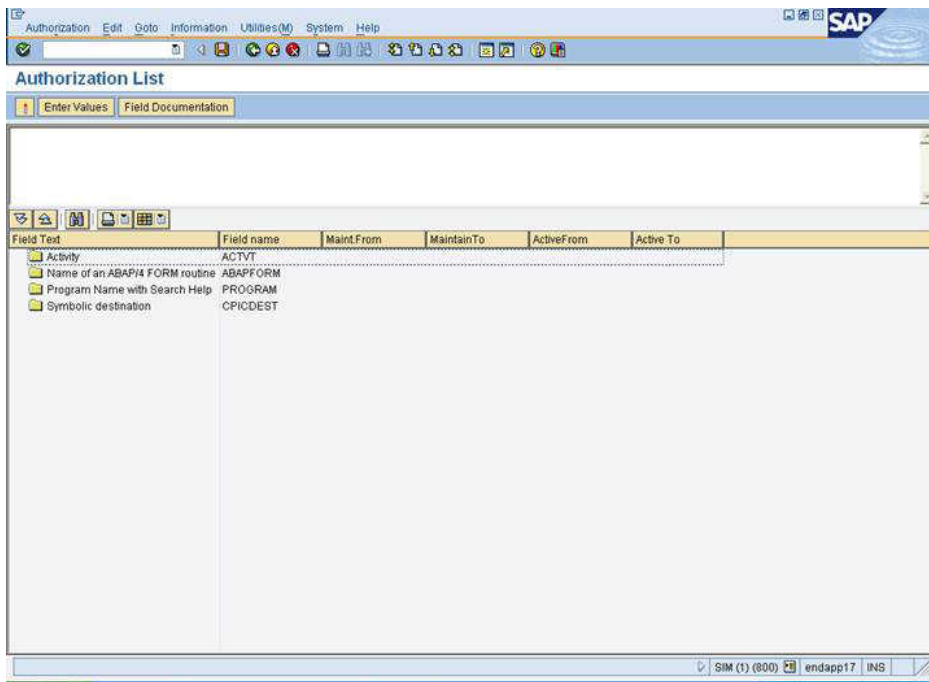 Authorization Edit Goto Information Utilities(M) System Help
SAP
Authorization List
Enter Values Field Documentation
Field Text Field name Maint.From MaintainTo ActiveFrom Active To
Activity ACTVT
Name of an ABAP/4 FORM routine ABAPFORM
Program Name with Search Help PROGRAM
Symbolic destination CPICDEST
SIM (1) (800) endapp17 INS